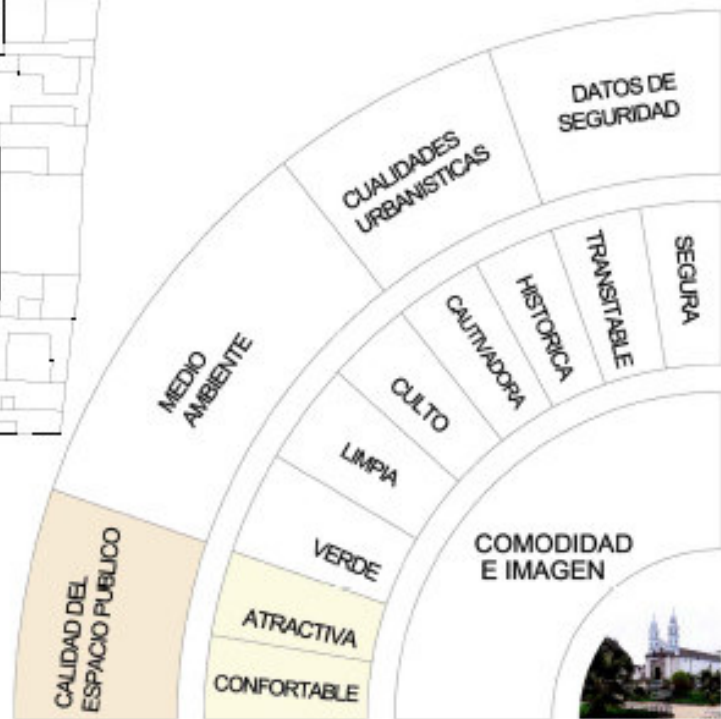 DATOS DE
SEGURIDAD
CUALIDADES
URBANISTICAS
MEDIO
AMBIENTE
CALIDAD DEL
ESPACIO PUBLICO
SEGURA
TRANSITABLE
HISTORICA
CAUTIVADORA
CULTO
LIMPIA
VERDE
ATRACTIVA
CONFORTABLE
COMODIDAD
E IMAGEN